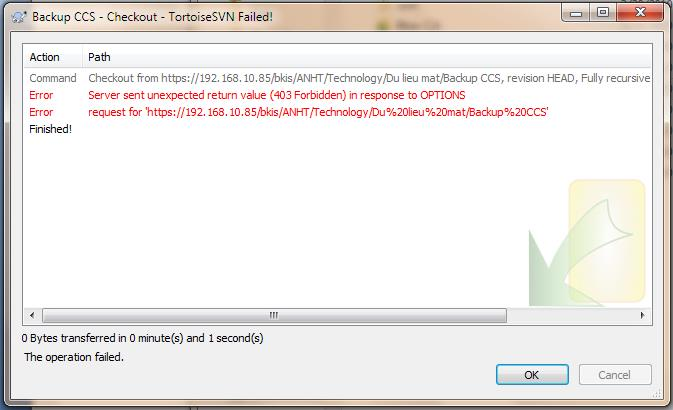 Backup CCS - Checkout - TortoiseSVN Failed!
Action Path
Command Checkout from https://192.168.10.85/bkis/ANHT/Technology/Du lieu mat/Backup CCS, revision HEAD, Fully recursive
Error Server sent unexpected return value (403 Forbidden) in response to OPTIONS
Error request for 'https://192.168.10.85/bkis/ANHT/Technology/Du%20lieu%20mat/Backup%20CCS'
Finished!
0 Bytes transferred in 0 minute(s) and 1 second(s)
The operation failed.
OK Cancel